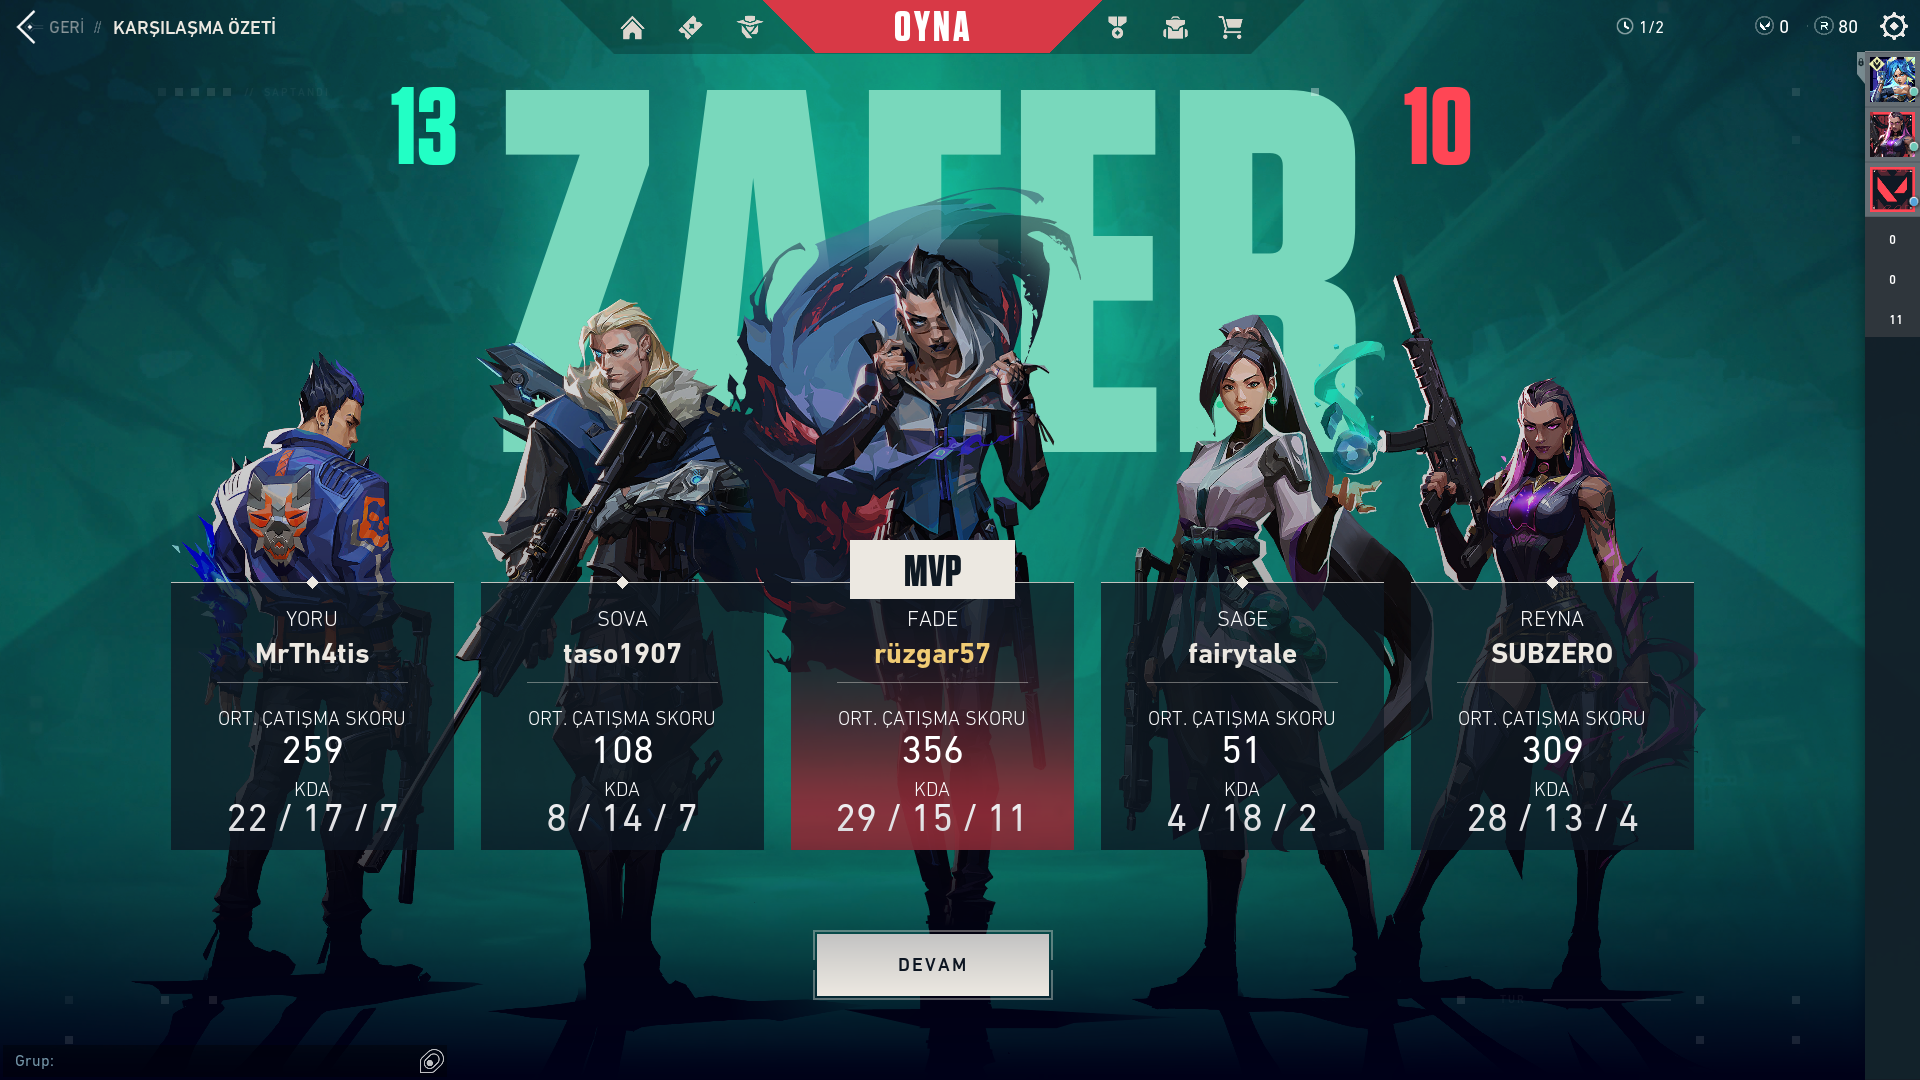 GERİ // KARŞILAŞMA ÖZETİ
OYNA
1/2
0
80
13
ZAFER
10
0
0
11
MVP
YORU
MrTh4tis
ORT. ÇATIŞMA SKORU
259
KDA
22 / 17 / 7
SOVA
taso1907
ORT. ÇATIŞMA SKORU
108
KDA
8 / 14 / 7
FADE
rüzgar57
ORT. ÇATIŞMA SKORU
356
KDA
29 / 15 / 11
SAGE
fairytale
ORT. ÇATIŞMA SKORU
51
KDA
4 / 18 / 2
REYNA
SUBZERO
ORT. ÇATIŞMA SKORU
309
KDA
28 / 13 / 4
DEVAM
Grup: